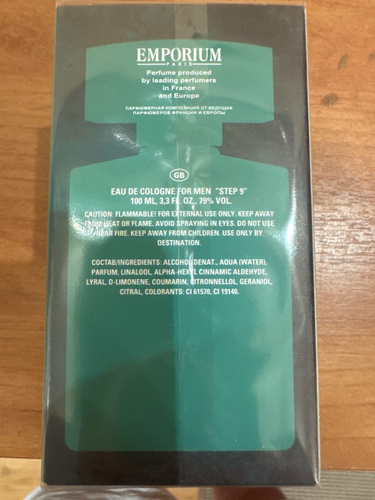 EMPORIUM
PARIS
Perfume produced
by leading perfumers
in France
and Europe
ПАРФЮМЕРНАЯ КОМПОЗИЦИЯ ОТ ВЕДУЩИХ
ПАРФЮМЕРОВ ФРАНЦИИ И ЕВРОПЫ
GB
EAU DE COLOGNE FOR MEN "STEP 9"
100 ML, 3,3 FL. OZ., 79% VOL.
CAUTION: FLAMMABLE! FOR EXTERNAL USE ONLY. KEEP AWAY
FROM HEAT OR FLAME. AVOID SPRAYING IN EYES. DO NOT USE
NEAR FIRE. KEEP AWAY FROM CHILDREN. USE ONLY BY
DESTINATION.
СОСТАВ/INGREDIENTS: ALCOHOL DENAT., AQUA (WATER),
PARFUM, LINALOOL, ALPHA-HEXYL CINNAMIC ALDEHYDE,
LYRAL, D-LIMONENE, COUMARIN, CITRONNELLOL, GERANIOL,
CITRAL, COLORANTS: CI 61570, CI 19140.